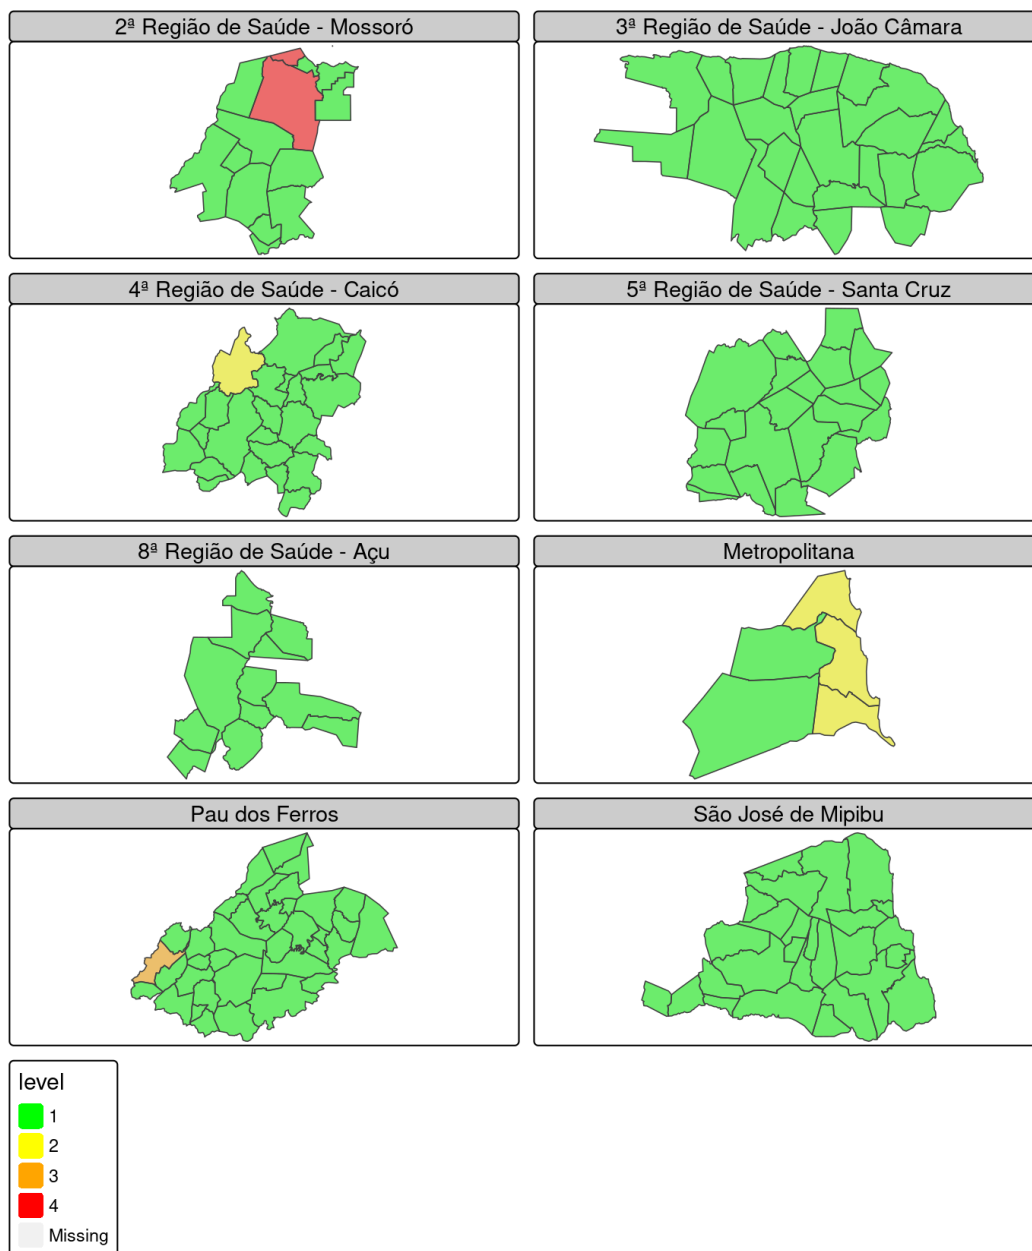 2ª Região de Saúde - Mossoró
3ª Região de Saúde - João Câmara
4ª Região de Saúde - Caicó
5ª Região de Saúde - Santa Cruz
8ª Região de Saúde - Açu
Metropolitana
Pau dos Ferros
São José de Mipibu
level
1
2
3
4
Missing